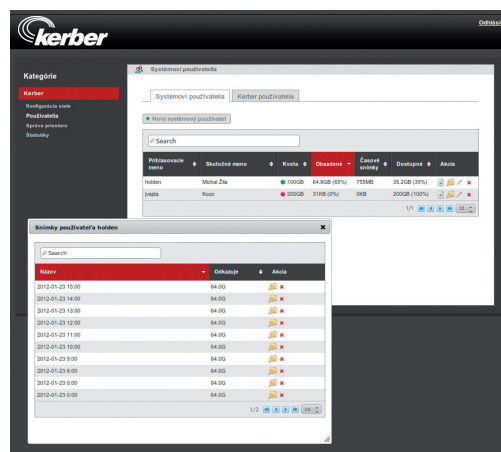 kerber
Odhlási
Kategórie
Kerber
Konfigurácia siete
Používatelia
Správa priestoru
Štatistiky
Systémoví používatelia
Systémoví používatelia Kerber používatelia
Nový systémový používateľ
Search
Prihlasovacie meno Skutočné meno Kvota Obsadené Časové snímky Dostupné Akcia
holden Michal Žila 100GB 64.8GB (65%) 755MB 35.2GB (35%)
jvajda Kozo 200GB 31KB (0%) 0KB 200GB (100%)
1/1 10
Snímky používateľa holden
Search
Názov Odkazuje Akcia
2012-01-23 15:00 64.0G
2012-01-23 14:00 64.0G
2012-01-23 13:00 64.0G
2012-01-23 12:00 64.0G
2012-01-23 11:00 64.0G
2012-01-23 10:00 64.0G
2012-01-23 9:00 64.0G
2012-01-23 8:00 64.0G
2012-01-23 0:00 64.0G
2012-01-23 0:00 64.0G
1/2 10